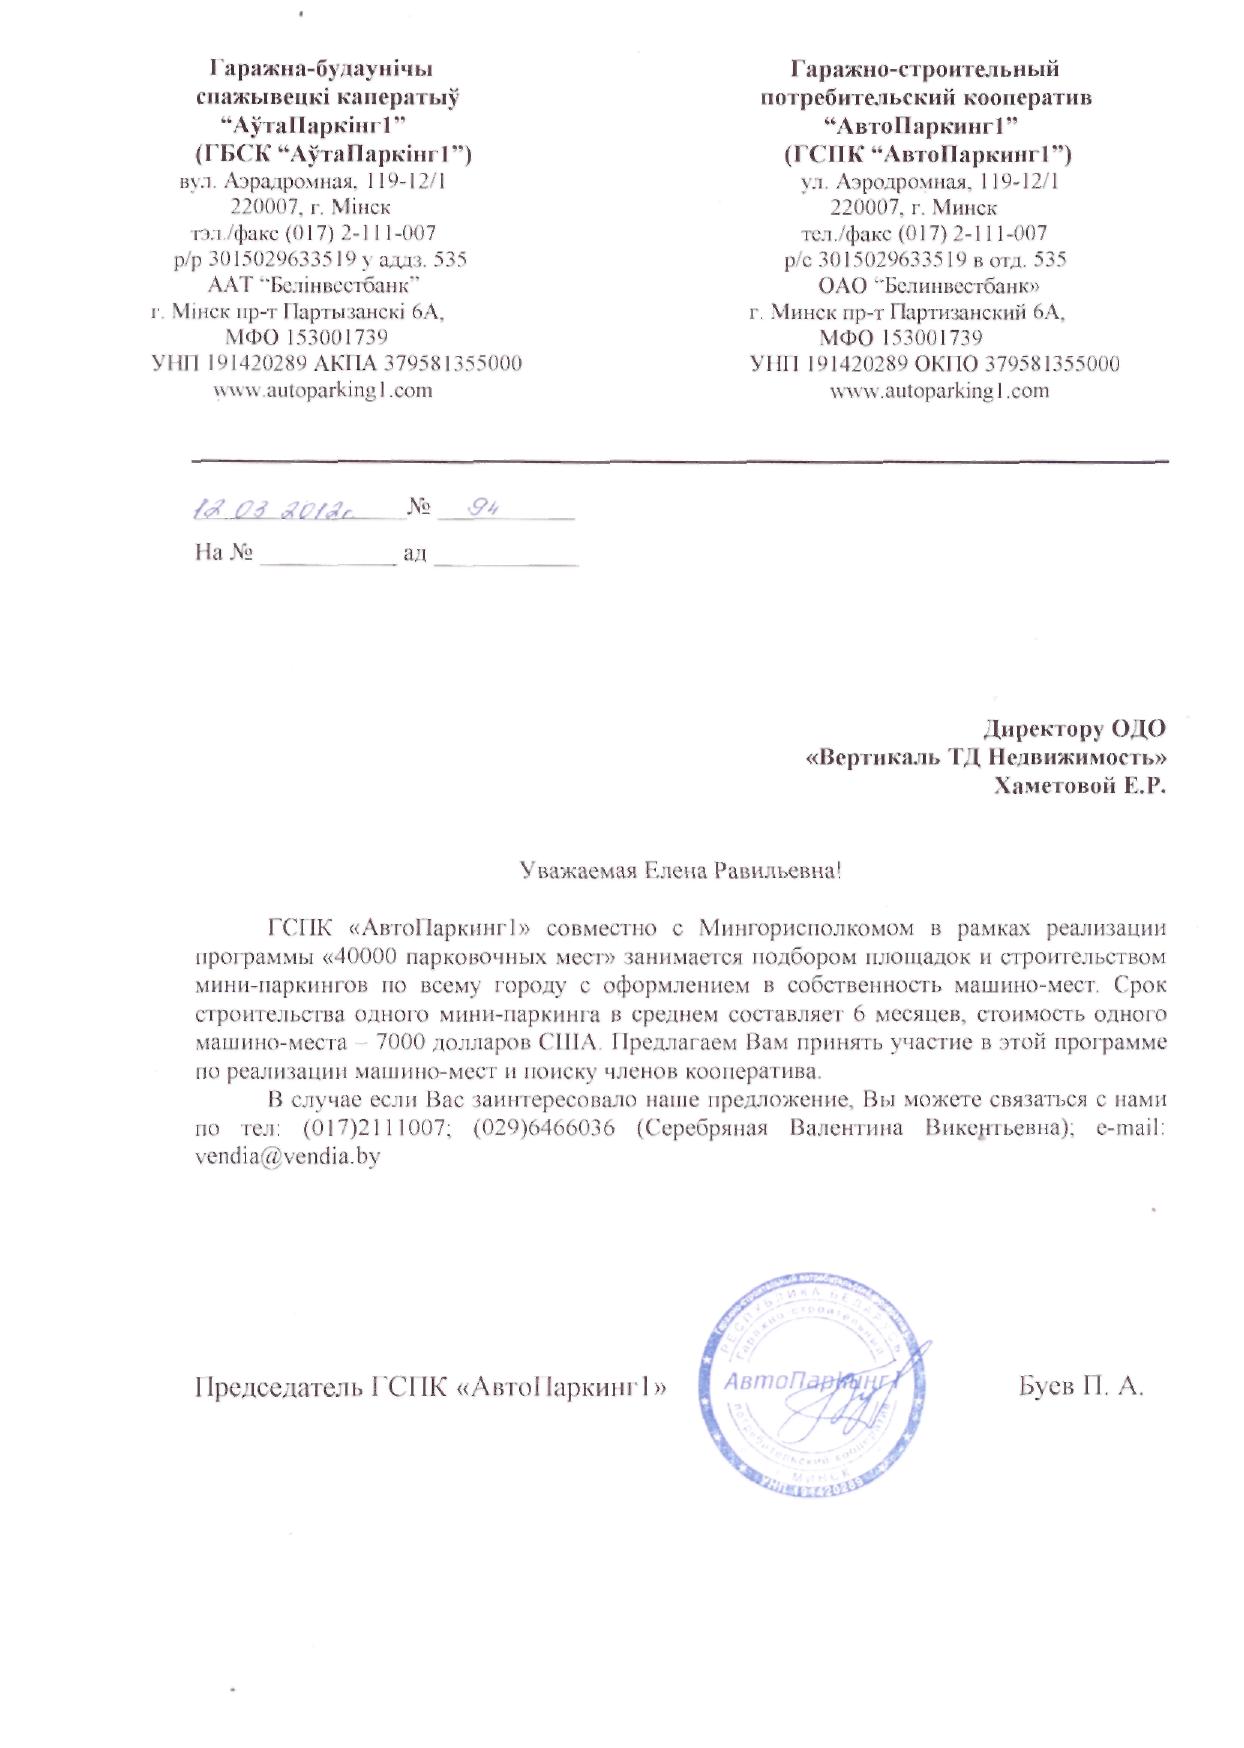 Гаражна-будаунічы
спажывецкі каператыў
“АўтаПаркінг1”
(ГБСК “АўтаПаркінг1”)
вул. Аэрадромная, 119-12/1
220007, г. Мінск
тэл./факс (017) 2-111-007
р/р 3015029633519 у аддз. 535
ААТ “Белінвестбанк”
г. Мінск пр-т Партызанскі 6А,
МФО 153001739
УНП 191420289 АКПА 379581355000
www.autoparking1.com
Гаражно-строительный
потребительский кооператив
“АвтоПаркинг1”
(ГСПК “АвтоПаркинг1”)
ул. Аэродромная, 119-12/1
220007, г. Минск
тел./факс (017) 2-111-007
р/с 3015029633519 в отд. 535
ОАО “Белинвестбанк»
г. Минск пр-т Партизанский 6А,
МФО 153001739
УНП 191420289 ОКПО 379581355000
www.autoparking1.com
12 03 2012г. № 94
На № ____________ ад ____________
Директору ОДО
«Вертикаль ТД Недвижимость»
Хаметовой Е.Р.
Уважаемая Елена Равильевна!
ГСПК «АвтоПаркинг1» совместно с Мингорисполкомом в рамках реализации
программы «40000 парковочных мест» занимается подбором площадок и строительством
мини-паркингов по всему городу с оформлением в собственность машино-мест. Срок
строительства одного мини-паркинга в среднем составляет 6 месяцев, стоимость одного
машино-места – 7000 долларов США. Предлагаем Вам принять участие в этой программе
по реализации машино-мест и поиску членов кооператива.
В случае если Вас заинтересовало наше предложение, Вы можете связаться с нами
по тел: (017)2111007; (029)6466036 (Серебряная Валентина Викентьевна); e-mail:
vendia@vendia.by
Председатель ГСПК «АвтоПаркинг1»
РЕСПУБЛИКА БЕЛАРУСЬ
Гаражно строительный
АвтоПаркинг1
потребительский кооператив
г. МИНСК
УНП 191420289
Буев П. А.